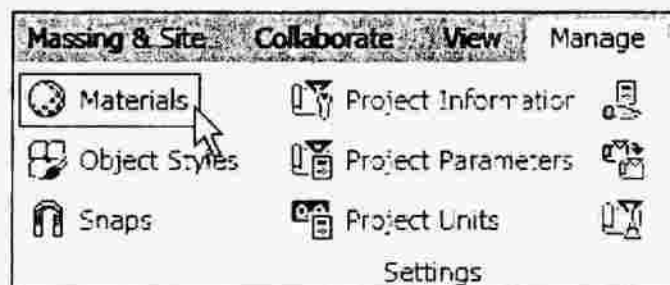 Massing & Site Collaborate View Manage
Materials Project Information
Object Styles Project Parameters
Snaps Project Units
Settings